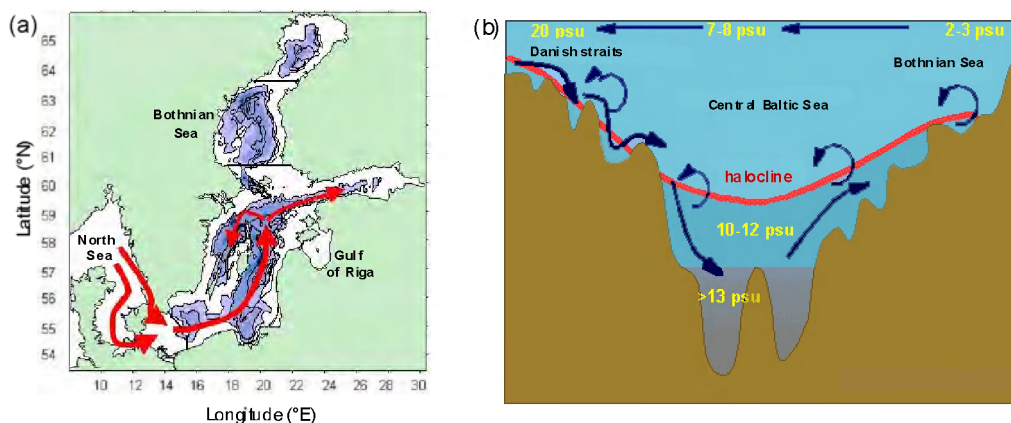 (a)
65
64
63
62
61
60
59
58
57
56
55
54
Latitude (°N)
Bothnian
Sea
North
Sea
Gulf
of Riga
10 12 14 16 18 20 22 24 26 28 30
Longitude (°E)
(b)
20 psu 7-8 psu 2-3 psu
Danish straits
Bothnian Sea
Central Baltic Sea
halocline
10-12 psu
>13 psu